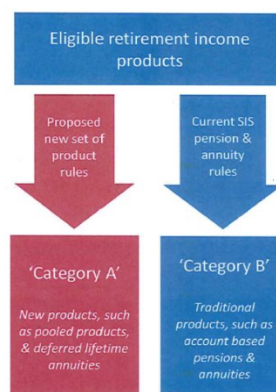 Eligible retirement income
products
Proposed
new set of
product
rules
Current SIS
pension &
annuity
rules
'Category A'
New products, such
as pooled products,
& deferred lifetime
annuities
'Category B'
Traditional
products, such as
account based
pensions &
annuities